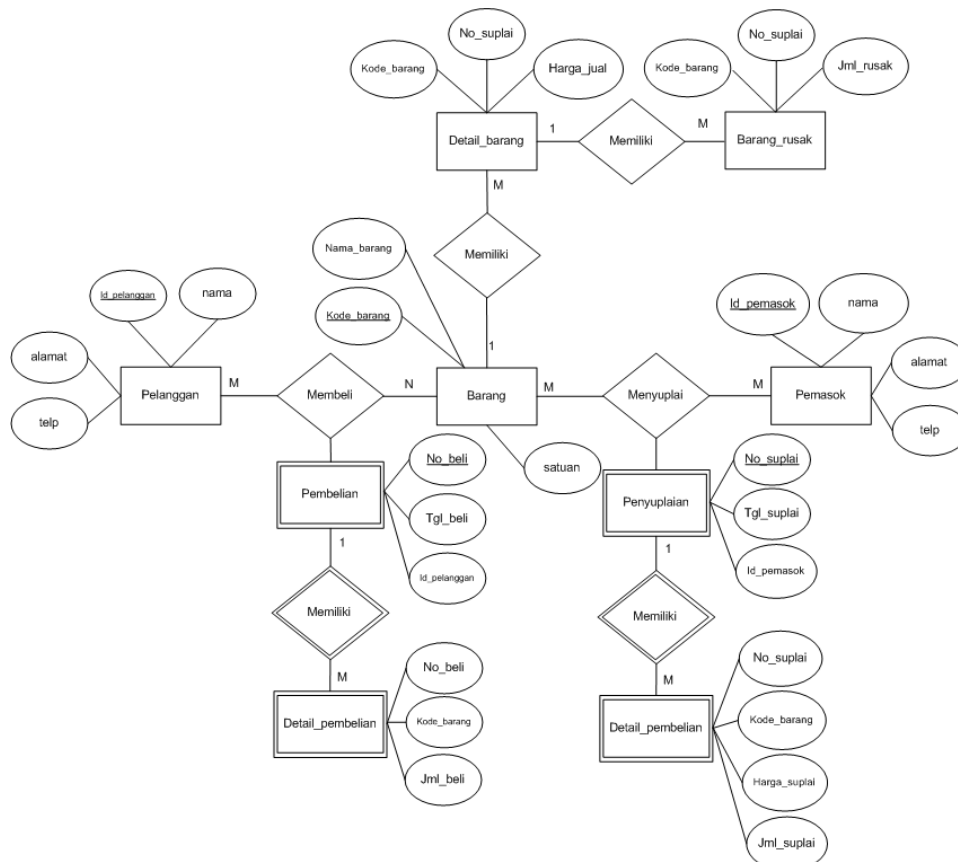 No_suplai
No_suplai
Kode_barang
Harga_jual
Kode_barang
Jml_rusak
Detail_barang
1
Memiliki
M
Barang_rusak
M
Memiliki
Nama_barang
Id_pelanggan
nama
Id_pemasok
nama
Kode_barang
alamat
1
alamat
Pelanggan
M
Membeli
N
Barang
M
Menyuplai
M
Pemasok
telp
telp
No_beli
satuan
No_suplai
Pembelian
Penyuplaian
Tgl_beli
Tgl_suplai
1
1
Id_pelanggan
Id_pemasok
Memiliki
Memiliki
No_beli
No_suplai
M
M
Detail_pembelian
Kode_barang
Detail_pembelian
Kode_barang
Jml_beli
Harga_suplai
Jml_suplai